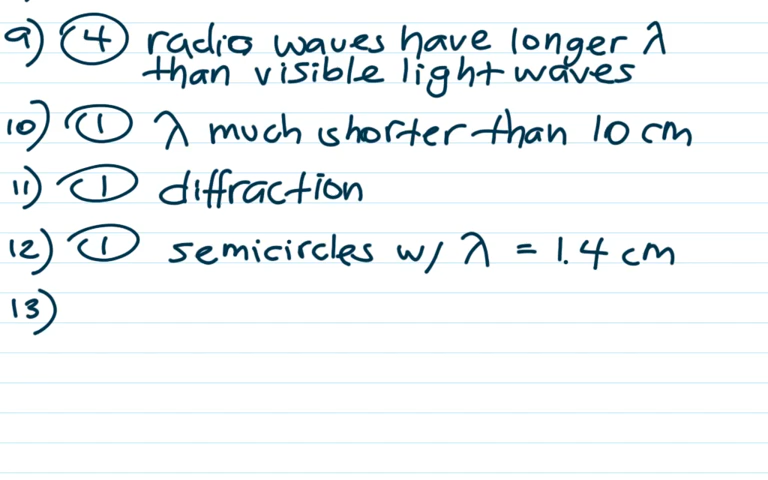 9) 4 radio waves have longer λ
than visible light waves
10) 1 λ much shorter than 10 cm
11) 1 diffraction
12) 1 semicircles w/ λ = 1.4 cm
13)